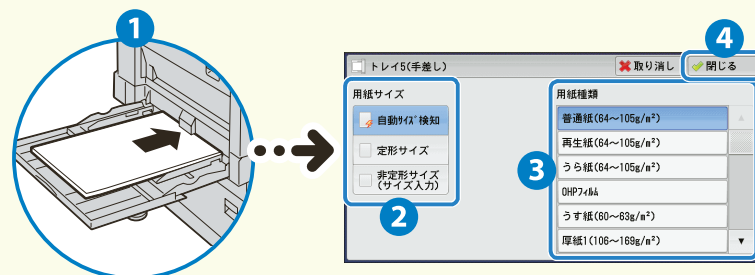 1
4
トレイ5(手差し)
取り消し
閉じる
用紙サイズ
用紙種類
自動ｻｲｽﾞ検知
普通紙(64～105g/m²)
再生紙(64～105g/m²)
定形サイズ
うら紙(64～105g/m²)
3
非定形サイズ
(サイズ入力)
OHPﾌｨﾙﾑ
2
うす紙(60～63g/m²)
厚紙1(106～169g/m²)